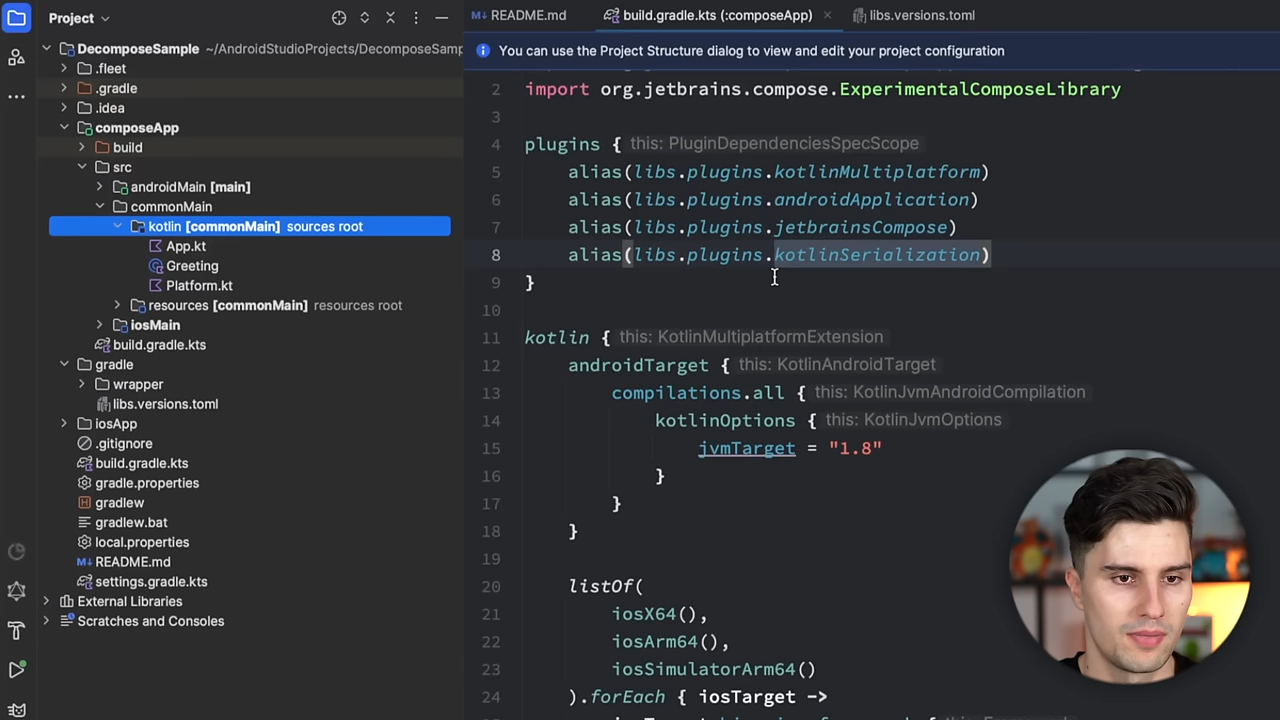 Project
DecomposeSample ~/AndroidStudioProjects/DecomposeSamp
.fleet
.gradle
.idea
composeApp
build
src
androidMain [main]
commonMain
kotlin [commonMain] sources root
App.kt
Greeting
Platform.kt
resources [commonMain] resources root
iosMain
build.gradle.kts
gradle
wrapper
libs.versions.toml
iosApp
.gitignore
build.gradle.kts
gradle.properties
gradlew
gradlew.bat
local.properties
README.md
settings.gradle.kts
External Libraries
Scratches and Consoles
README.md
build.gradle.kts (:composeApp)
libs.versions.toml
You can use the Project Structure dialog to view and edit your project configuration
2 import org.jetbrains.compose.ExperimentalComposeLibrary
3
4 plugins { this: PluginDependenciesSpecScope
5 alias(libs.plugins.kotlinMultiplatform)
6 alias(libs.plugins.androidApplication)
7 alias(libs.plugins.jetbrainsCompose)
8 alias(libs.plugins.kotlinSerialization)
9 }
10
11 kotlin { this: KotlinMultiplatformExtension
12 androidTarget { this: KotlinAndroidTarget
13 compilations.all { this: KotlinJvmAndroidCompilation
14 kotlinOptions { this: KotlinJvmOptions
15 jvmTarget = "1.8"
16 }
17 }
18 }
19
20 listOf(
21 iosX64(),
22 iosArm64(),
23 iosSimulatorArm64()
24 ).forEach { iosTarget ->